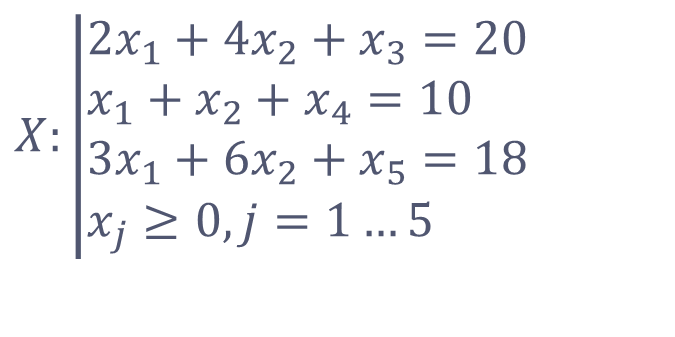 2x₁ + 4x₂ + x₃ = 20
x₁ + x₂ + x₄ = 10
X: 3x₁ + 6x₂ + x₅ = 18
xⱼ ≥ 0, j = 1 … 5